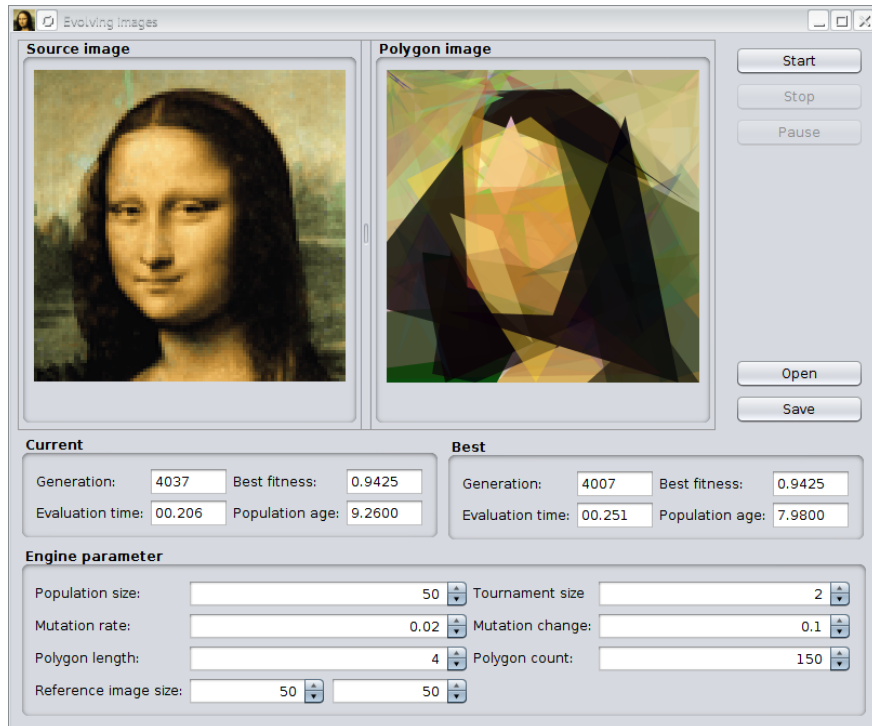 Evolving Images
Source image
Polygon image
Start
Stop
Pause
Open
Save
Current
Generation: 4037 Best fitness: 0.9425
Evaluation time: 00.206 Population age: 9.2600
Best
Generation: 4007 Best fitness: 0.9425
Evaluation time: 00.251 Population age: 7.9800
Engine parameter
Population size: 50 Tournament size 2
Mutation rate: 0.02 Mutation change: 0.1
Polygon length: 4 Polygon count: 150
Reference image size: 50 50